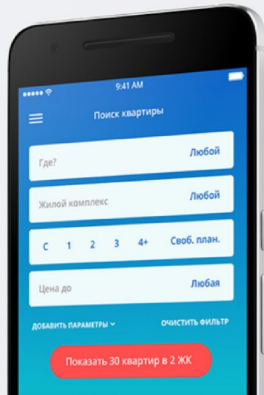 9:41 AM
Поиск квартиры
Где? Любой
Жилой комплекс Любой
С 1 2 3 4+ Своб. план.
Цена до Любая
ДОБАВИТЬ ПАРАМЕТРЫ ОЧИСТИТЬ ФИЛЬТР
Показать 30 квартир в 2 ЖК